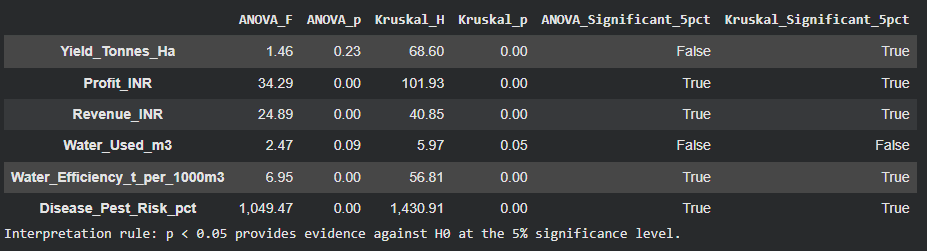 ANOVA_F ANOVA_p Kruskal_H Kruskal_p ANOVA_Significant_5pct Kruskal_Significant_5pct
Yield_Tonnes_Ha 1.46 0.23 68.60 0.00 False True
Profit_INR 34.29 0.00 101.93 0.00 True True
Revenue_INR 24.89 0.00 40.85 0.00 True True
Water_Used_m3 2.47 0.09 5.97 0.05 False False
Water_Efficiency_t_per_1000m3 6.95 0.00 56.81 0.00 True True
Disease_Pest_Risk_pct 1,049.47 0.00 1,430.91 0.00 True True
Interpretation rule: p < 0.05 provides evidence against H0 at the 5% significance level.